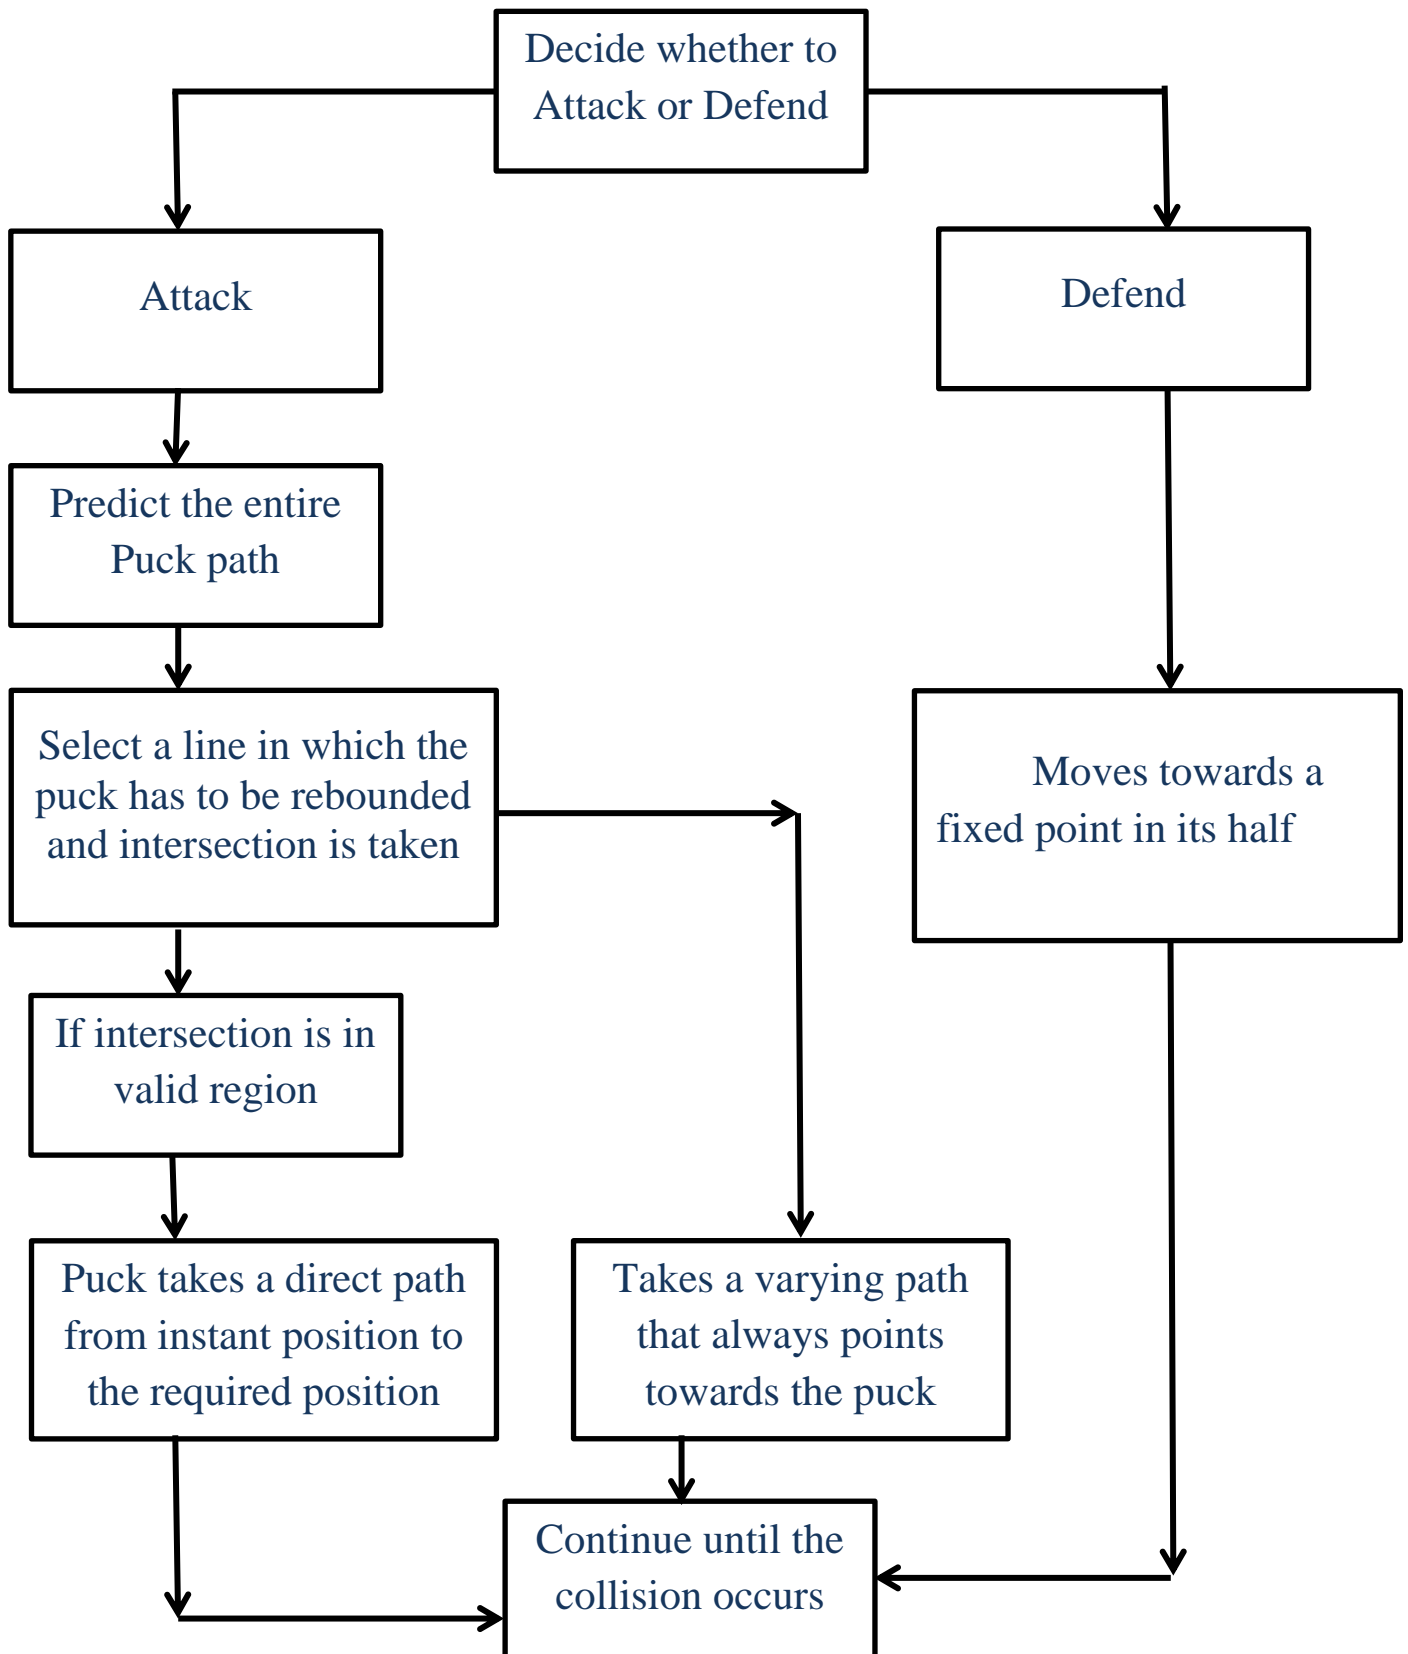 Decide whether to
Attack or Defend
Attack
Defend
Predict the entire
Puck path
Select a line in which the
puck has to be rebounded
and intersection is taken
Moves towards a
fixed point in its half
If intersection is in
valid region
Puck takes a direct path
from instant position to
the required position
Takes a varying path
that always points
towards the puck
Continue until the
collision occurs